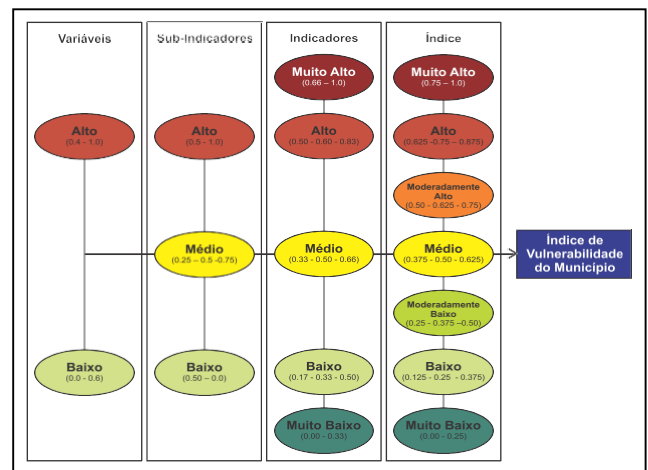 Variáveis
Alto
(0.4 - 1.0)
Baixo
(0.0 - 0.6)
Sub-Indicadores
Alto
(0.5 - 1.0)
Médio
(0.25 – 0.5 -0.75)
Baixo
(0.50 – 0.0)
Indicadores
Muito Alto
(0.66 – 1.0)
Alto
(0.50 - 0.60 - 0.83)
Médio
(0.33 - 0.50 - 0.66)
Baixo
(0.17 - 0.33 - 0.50)
Muito Baixo
(0.00 - 0.33)
Índice
Muito Alto
(0.75 – 1.0)
Alto
(0.625 -0.75 – 0.875)
Moderadamente
Alto
(0.50 - 0.625 - 0.75)
Médio
(0.375 - 0.50 - 0.625)
Moderadamente
Baixo
(0.25 - 0.375 –0.50)
Baixo
(0.125 - 0.25 - 0.375)
Muito Baixo
(0.00 - 0.25)
Índice de
Vulnerabilidade
do Município